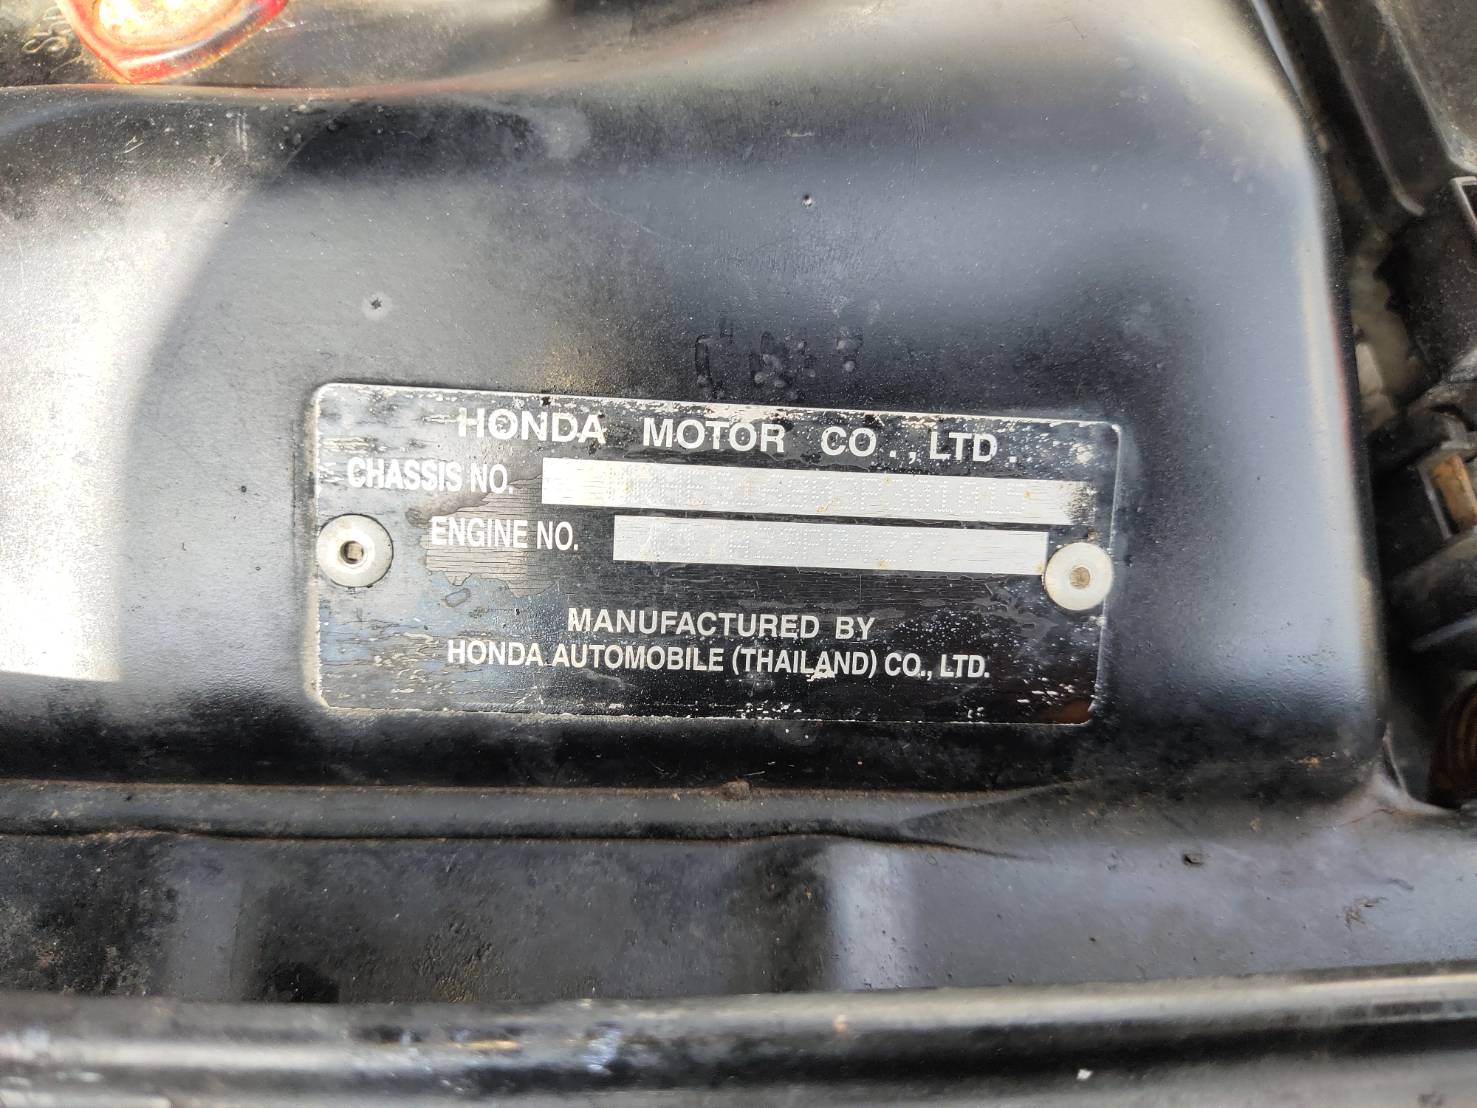 HONDA MOTOR CO., LTD.
CHASSIS NO.
ENGINE NO.
MANUFACTURED BY
HONDA AUTOMOBILE (THAILAND) CO., LTD.